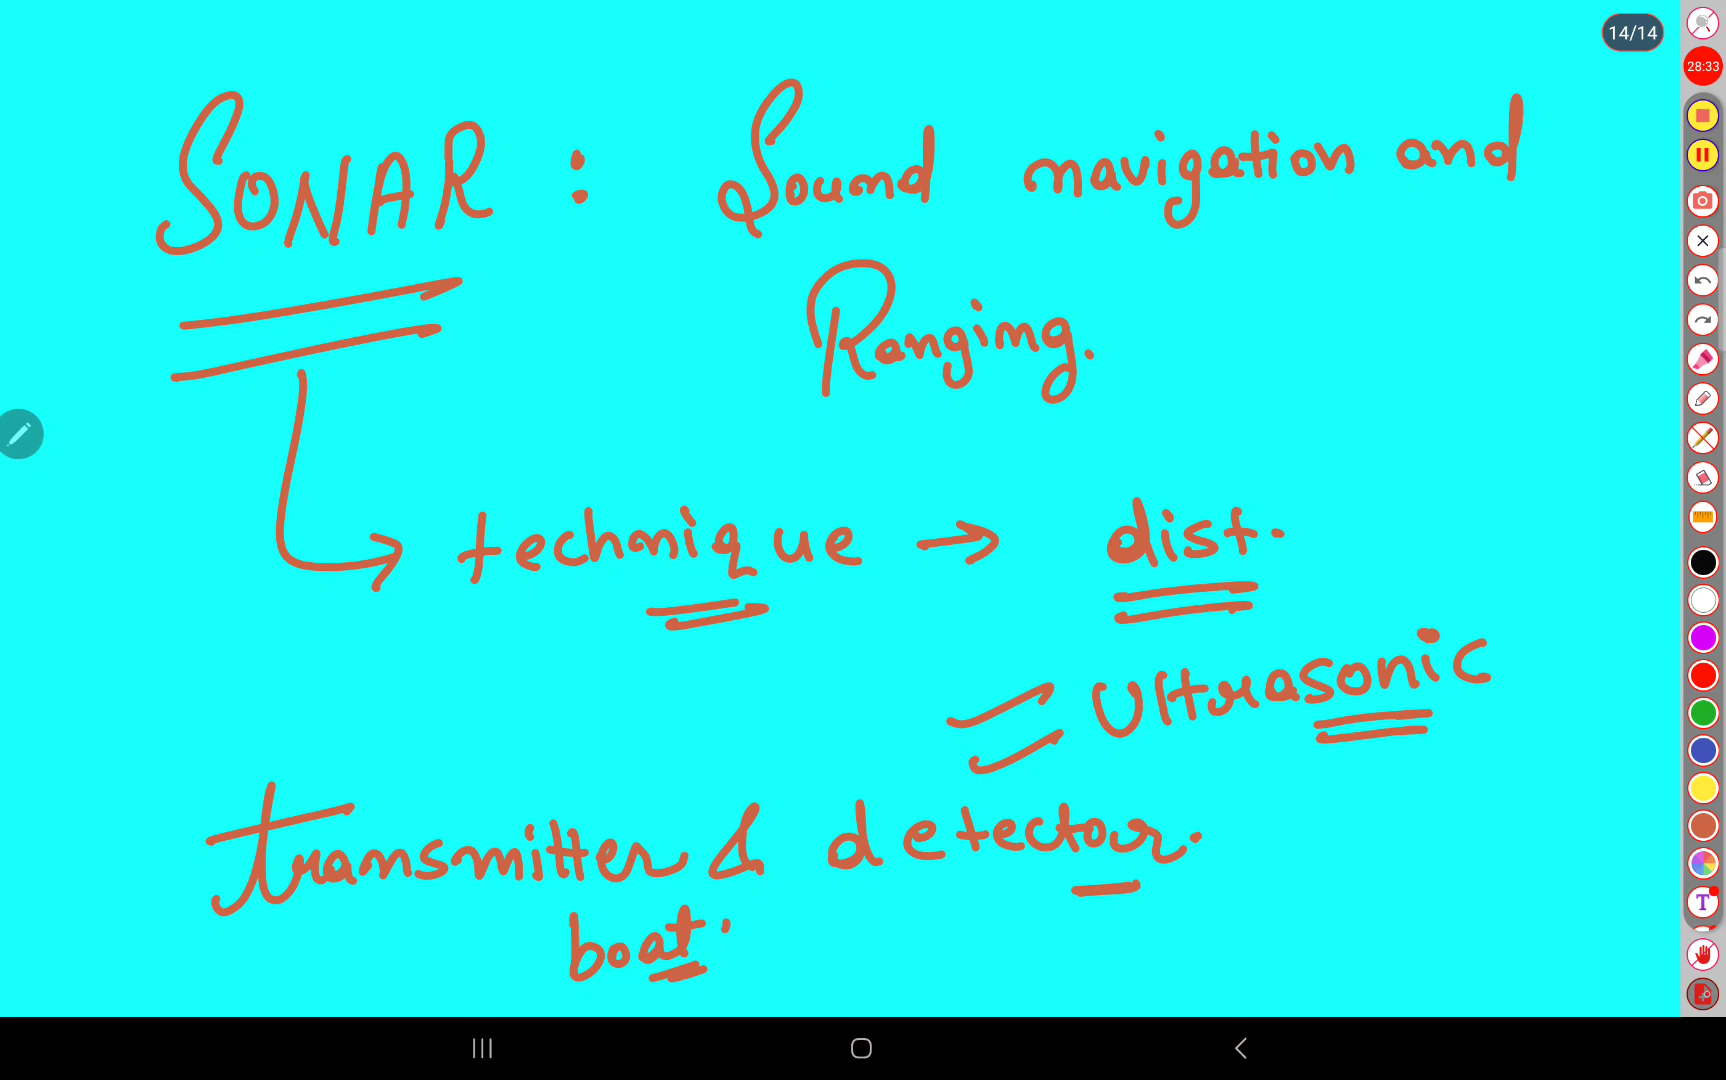 14/14
28:33
SONAR : Sound navigation and
Ranging.
→ technique → dist.
Ultrasonic
Transmitter & detector.
boat.
T